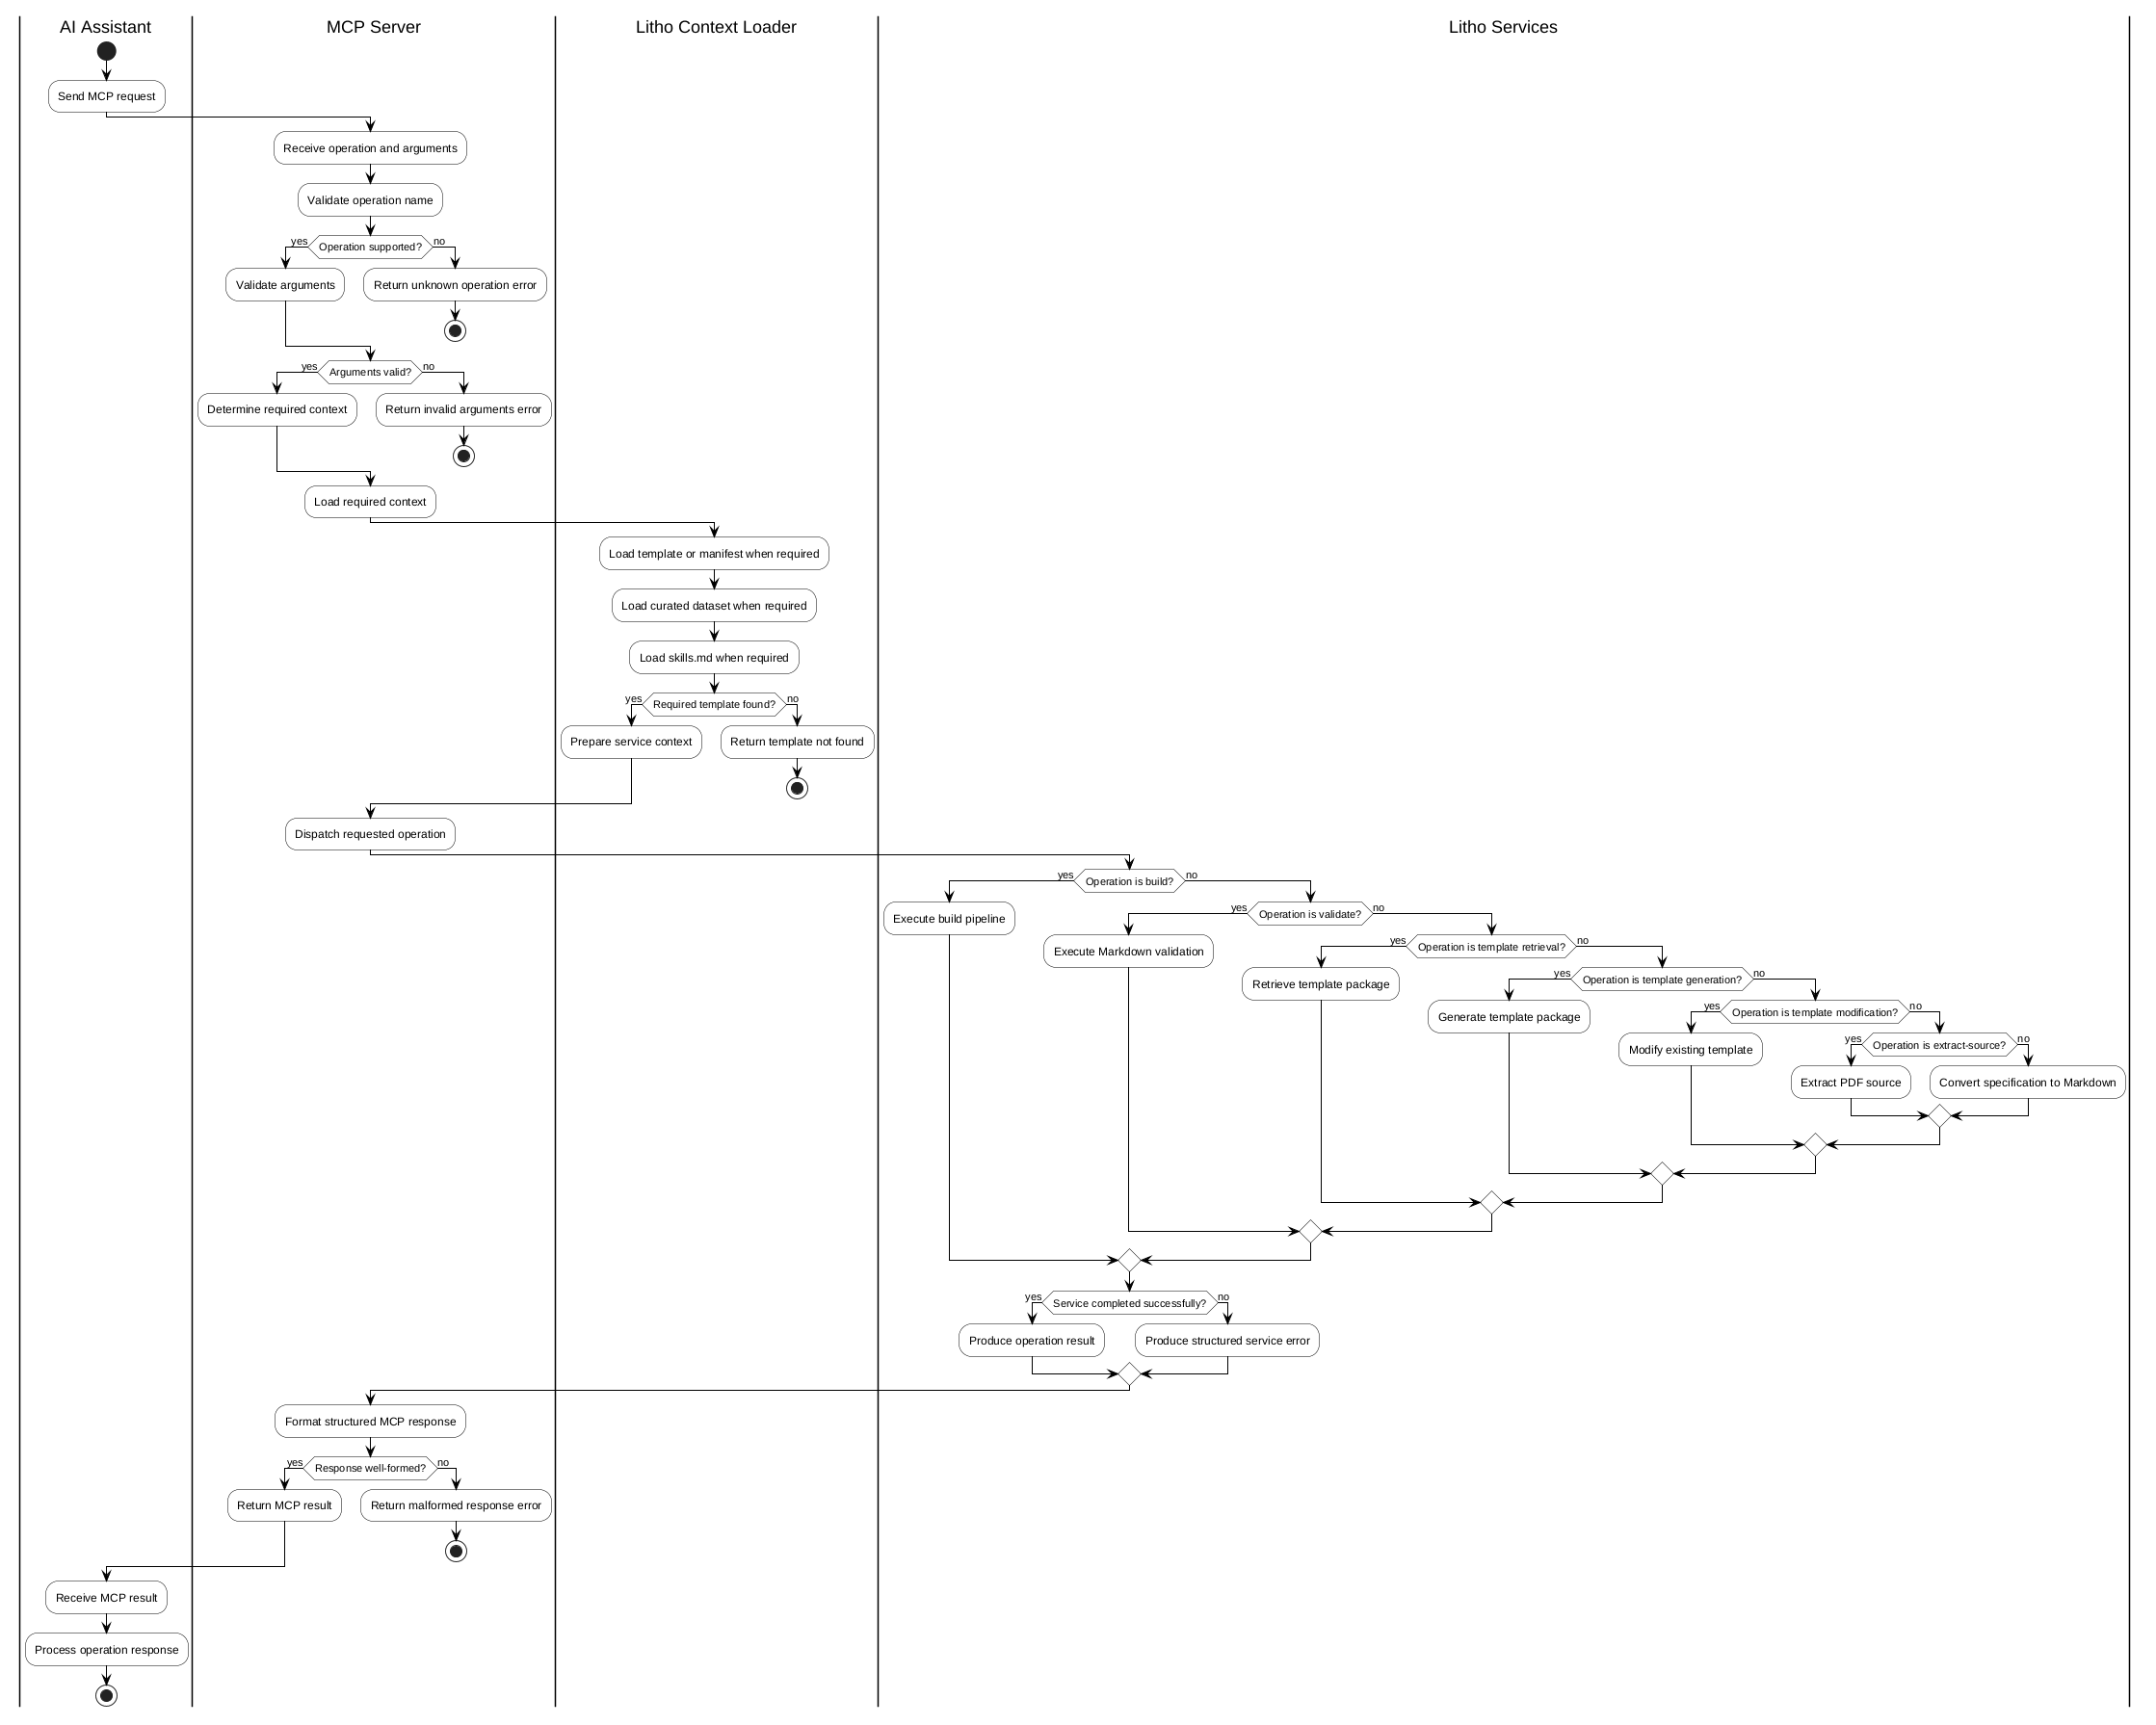 AI Assistant
MCP Server
Litho Context Loader
Litho Services
Send MCP request
Receive operation and arguments
Validate operation name
yes
Operation supported?
no
Validate arguments
Return unknown operation error
yes
Arguments valid?
no
Determine required context
Return invalid arguments error
Load required context
Load template or manifest when required
Load curated dataset when required
Load skills.md when required
yes
Required template found?
no
Prepare service context
Return template not found
Dispatch requested operation
yes
Operation is build?
no
Execute build pipeline
yes
Operation is validate?
no
Execute Markdown validation
yes
Operation is template retrieval?
no
Retrieve template package
yes
Operation is template generation?
no
Generate template package
yes
Operation is template modification?
no
Modify existing template
yes
Operation is extract-source?
no
Extract PDF source
Convert specification to Markdown
yes
Service completed successfully?
no
Produce operation result
Produce structured service error
Format structured MCP response
yes
Response well-formed?
no
Return MCP result
Return malformed response error
Receive MCP result
Process operation response